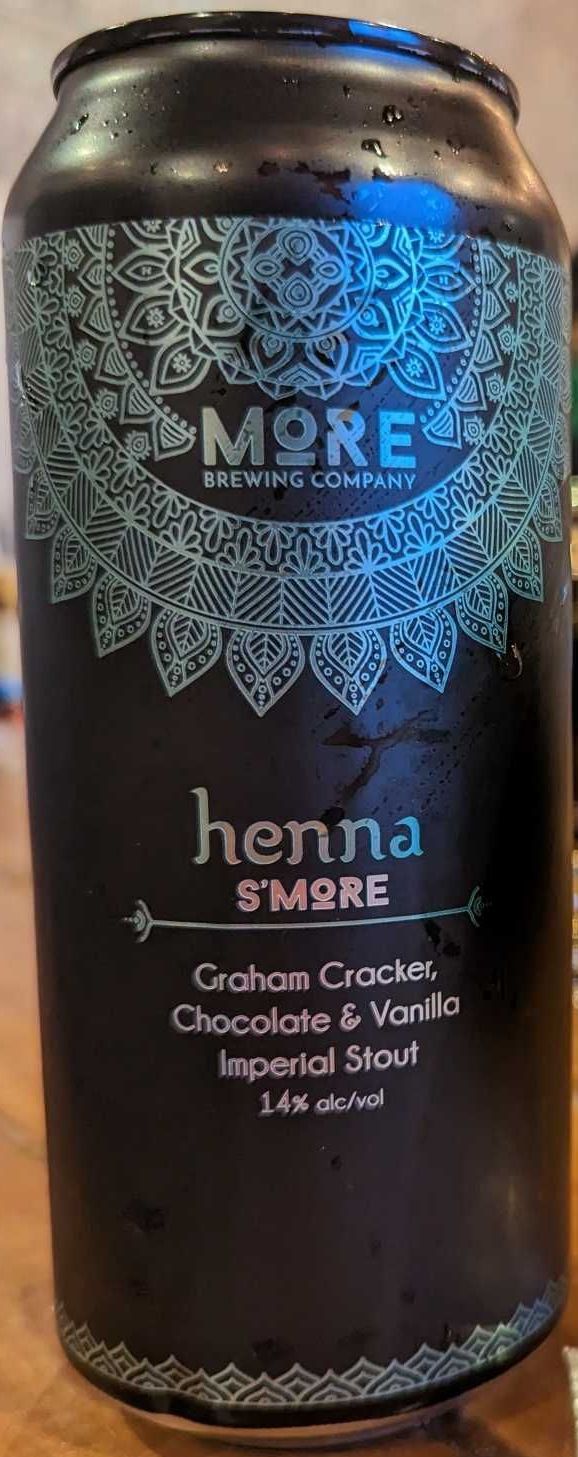 MORE
BREWING COMPANY
henna
S'MORE
Graham Cracker,
Chocolate & Vanilla
Imperial Stout
14% alc/vol